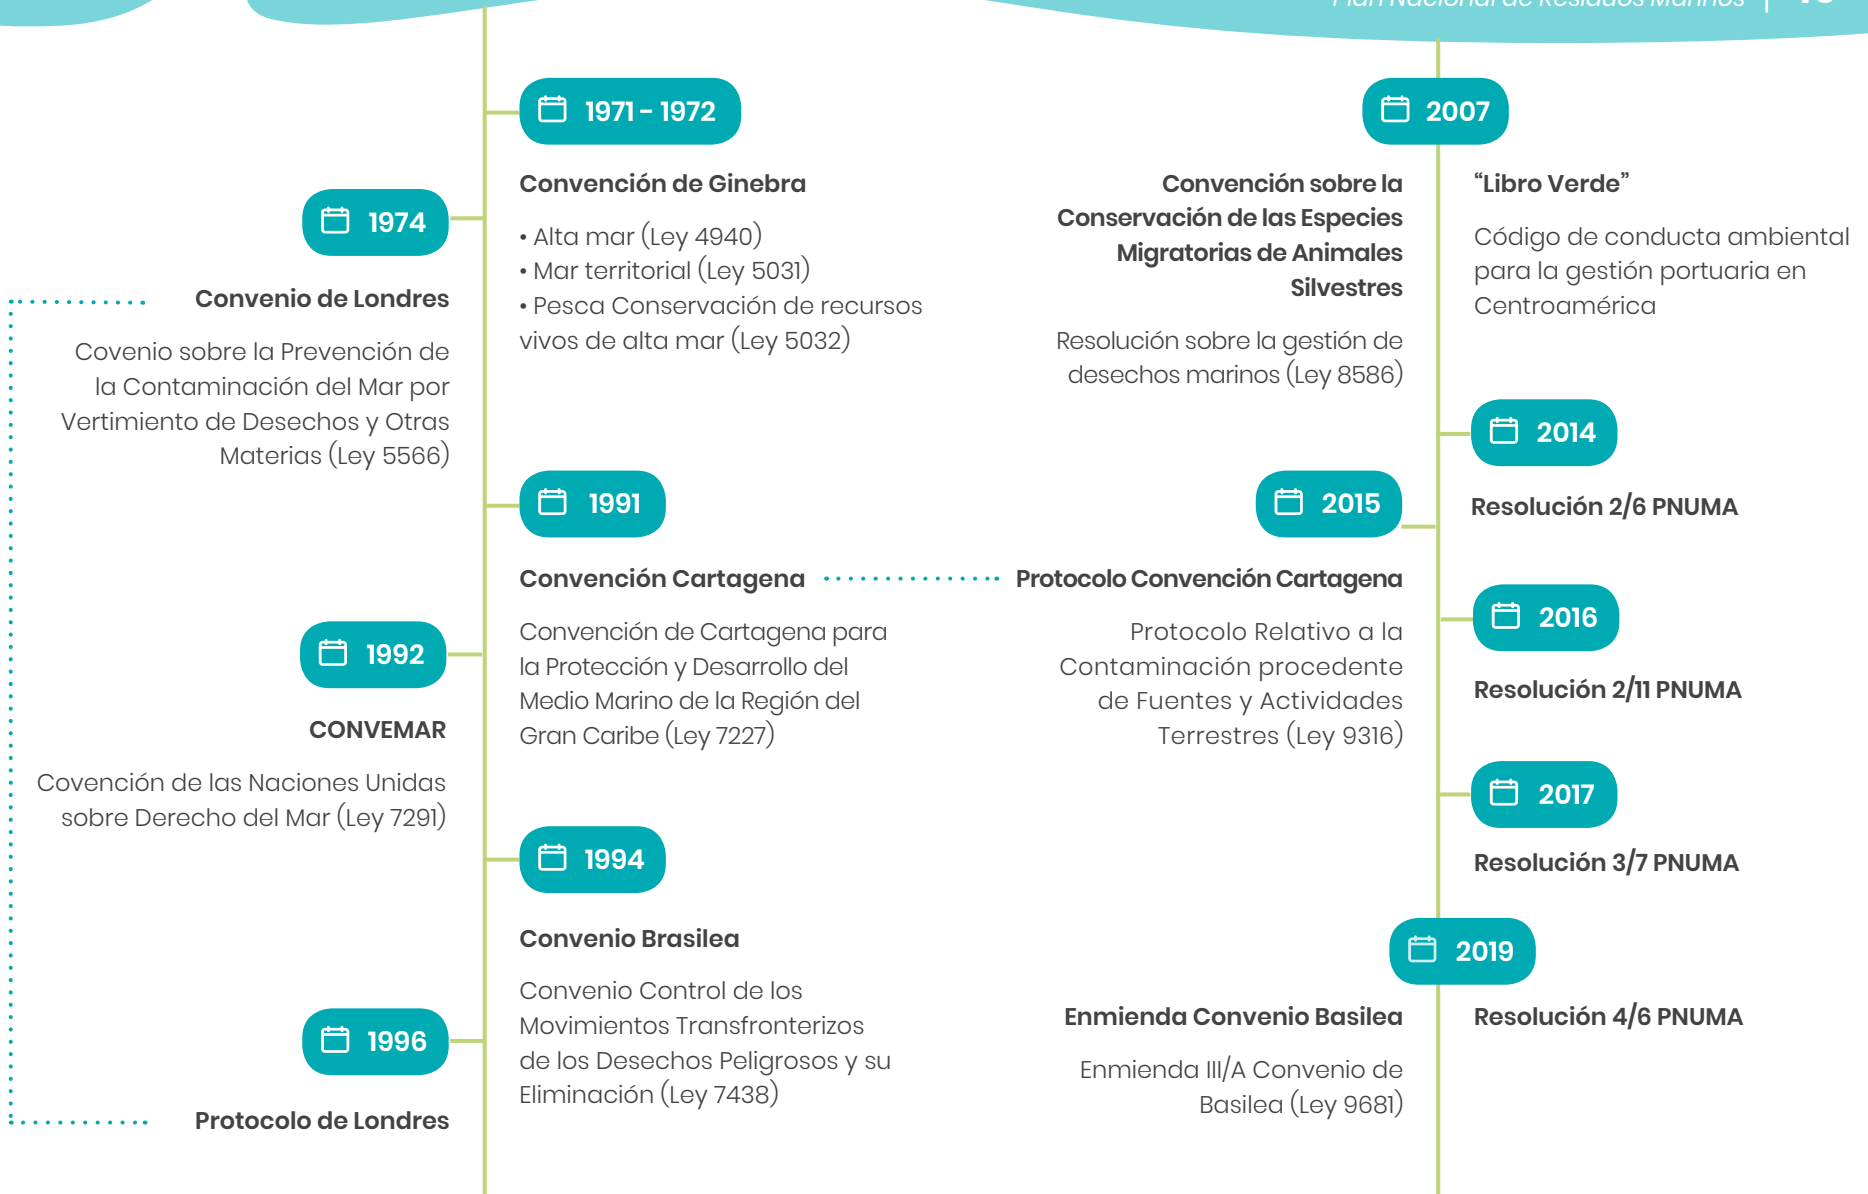 Plan Nacional de Residuos Marinos
1971 - 1972
Convención de Ginebra
• Alta mar (Ley 4940)
• Mar territorial (Ley 5031)
• Pesca Conservación de recursos
vivos de alta mar (Ley 5032)
1974
Convenio de Londres
Covenio sobre la Prevención de
la Contaminación del Mar por
Vertimiento de Desechos y Otras
Materias (Ley 5566)
1991
Convención Cartagena
Convención de Cartagena para
la Protección y Desarrollo del
Medio Marino de la Región del
Gran Caribe (Ley 7227)
1992
CONVEMAR
Covención de las Naciones Unidas
sobre Derecho del Mar (Ley 7291)
1994
Convenio Brasilea
Convenio Control de los
Movimientos Transfronterizos
de los Desechos Peligrosos y su
Eliminación (Ley 7438)
1996
Protocolo de Londres
2007
Convención sobre la
Conservación de las Especies
Migratorias de Animales
Silvestres
Resolución sobre la gestión de
desechos marinos (Ley 8586)
“Libro Verde”
Código de conducta ambiental
para la gestión portuaria en
Centroamérica
2014
Resolución 2/6 PNUMA
2015
Protocolo Convención Cartagena
Protocolo Relativo a la
Contaminación procedente
de Fuentes y Actividades
Terrestres (Ley 9316)
2016
Resolución 2/11 PNUMA
2017
Resolución 3/7 PNUMA
2019
Enmienda Convenio Basilea
Enmienda III/A Convenio de
Basilea (Ley 9681)
Resolución 4/6 PNUMA